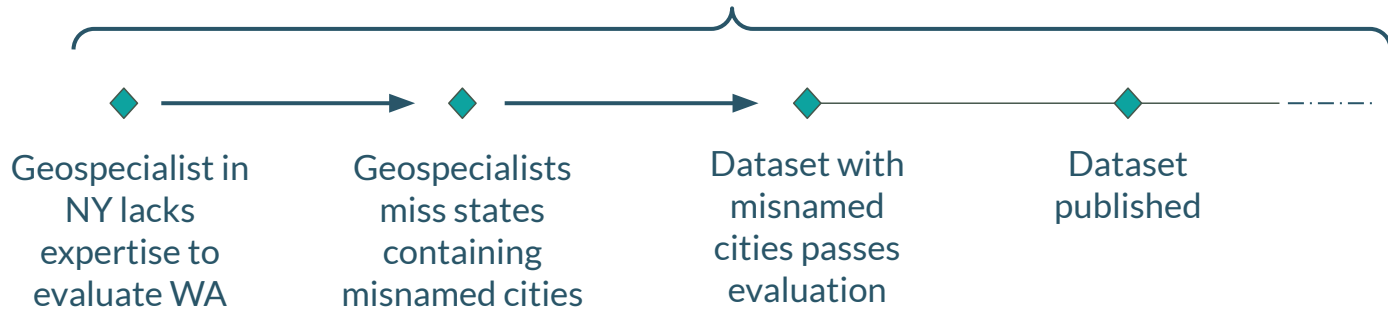 Geospecialist in
NY lacks
expertise to
evaluate WA
Geospecialists
miss states
containing
misnamed cities
Dataset with
misnamed
cities passes
evaluation
Dataset
published